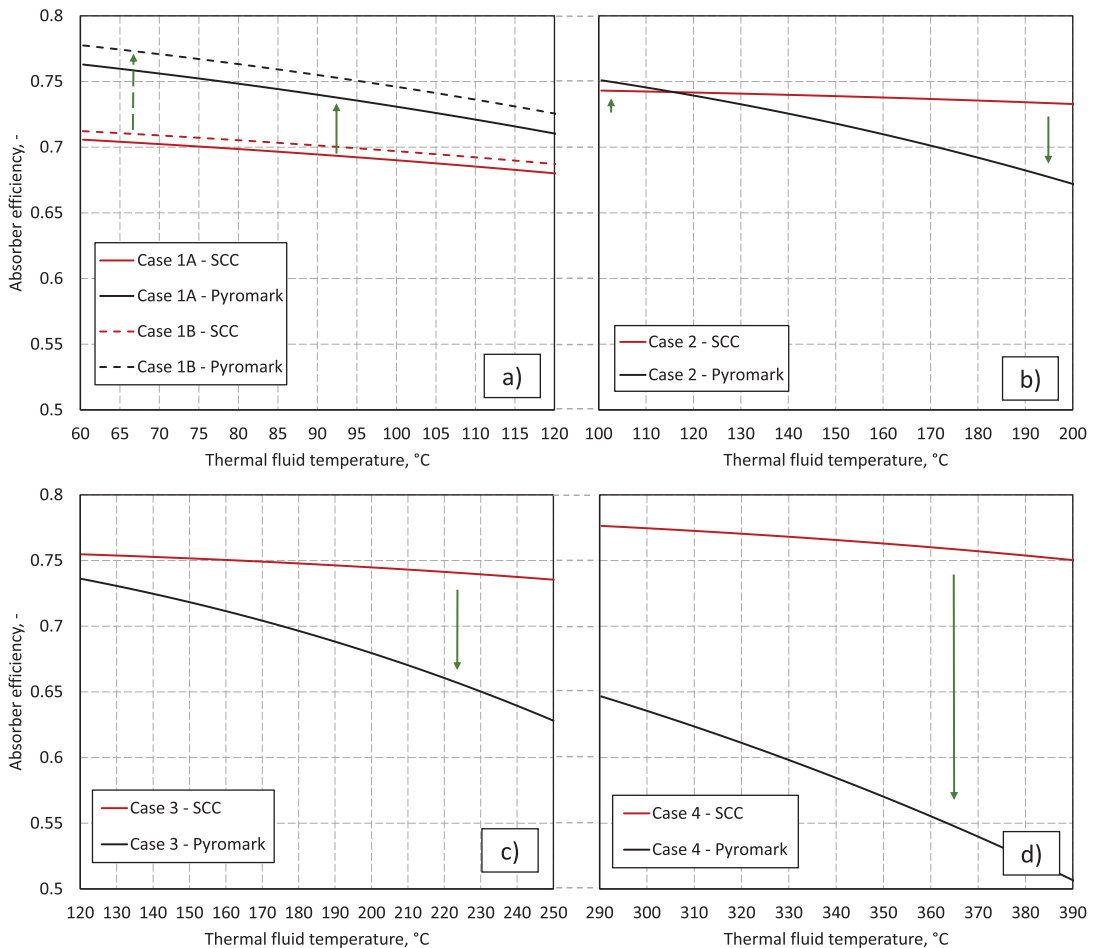 Absorber efficiency, -
0.8
0.75
0.7
0.65
0.6
0.55
0.5
Case 1A - SCC
Case 1A - Pyromark
Case 1B - SCC
Case 1B - Pyromark
a)
60 65 70 75 80 85 90 95 100 105 110 115 120
Thermal fluid temperature, °C
Case 2 - SCC
Case 2 - Pyromark
b)
100 110 120 130 140 150 160 170 180 190 200
Thermal fluid temperature, °C
Absorber efficiency, -
0.8
0.75
0.7
0.65
0.6
0.55
0.5
Case 3 - SCC
Case 3 - Pyromark
c)
120 130 140 150 160 170 180 190 200 210 220 230 240 250
Thermal fluid temperature, °C
Case 4 - SCC
Case 4 - Pyromark
d)
290 300 310 320 330 340 350 360 370 380 390
Thermal fluid temperature, °C